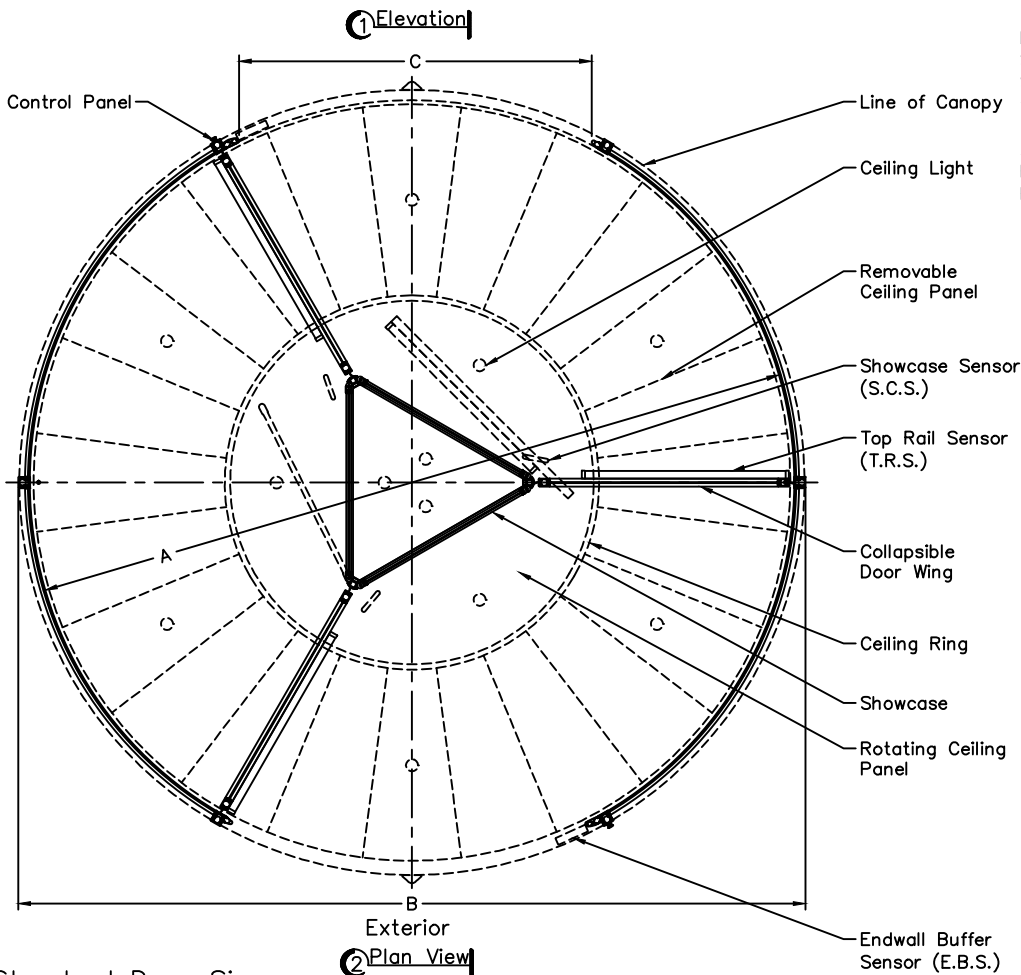 1 Elevation
C
Control Panel
Line of Canopy
Ceiling Light
Removable
Ceiling Panel
Showcase Sensor
(S.C.S.)
Top Rail Sensor
(T.R.S.)
A
Collapsible
Door Wing
Ceiling Ring
Showcase
Rotating Ceiling
Panel
B
Exterior
2 Plan View
Endwall Buffer
Sensor (E.B.S.)